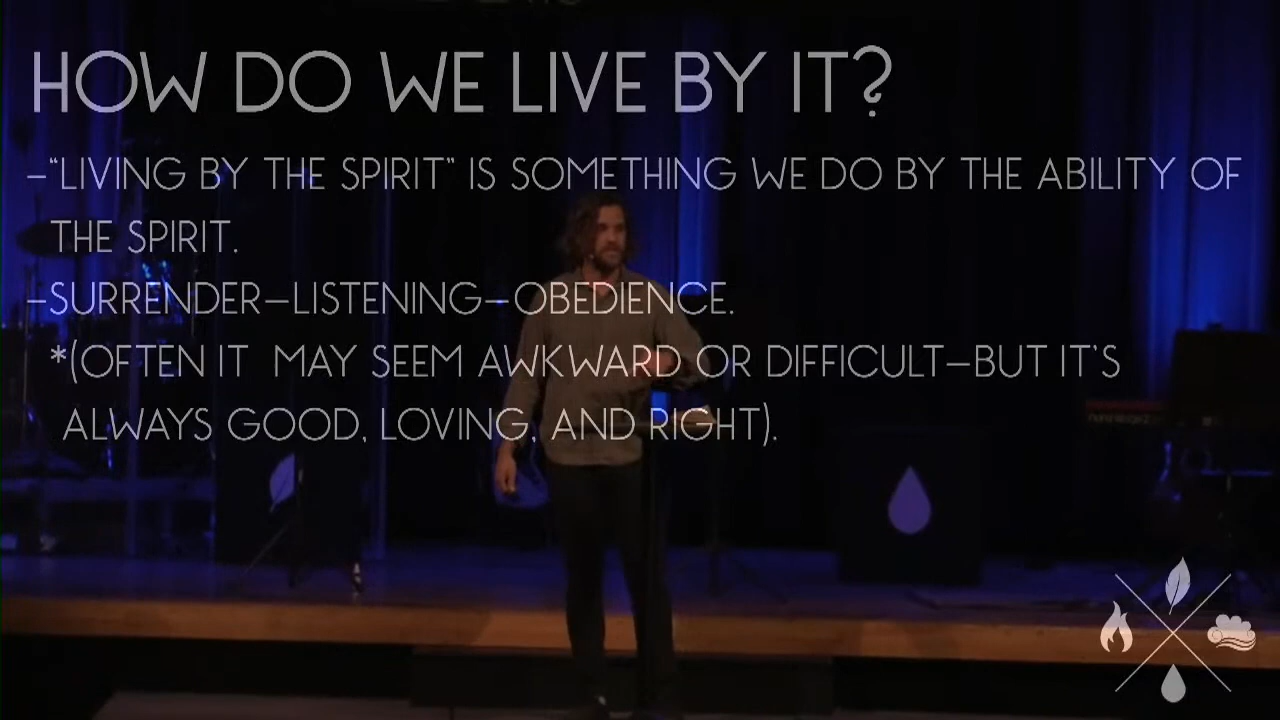 HOW DO WE LIVE BY IT?
–“LIVING BY THE SPIRIT” IS SOMETHING WE DO BY THE ABILITY OF
THE SPIRIT.
–SURRENDER–LISTENING–OBEDIENCE.
*(OFTEN IT MAY SEEM AWKWARD OR DIFFICULT–BUT IT'S
ALWAYS GOOD, LOVING AND RIGHT).